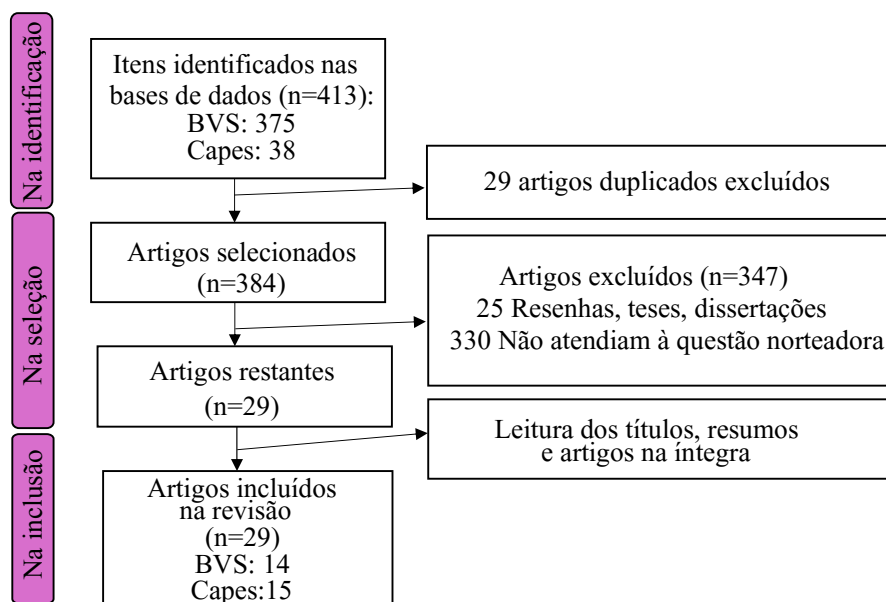 Na identificação
Itens identificados nas
bases de dados (n=413):
BVS: 375
Capes: 38
29 artigos duplicados excluídos
Na seleção
Artigos selecionados
(n=384)
Artigos excluídos (n=347)
25 Resenhas, teses, dissertações
330 Não atendiam à questão norteadora
Artigos restantes
(n=29)
Leitura dos títulos, resumos
e artigos na íntegra
Na inclusão
Artigos incluídos
na revisão
(n=29)
BVS: 14
Capes:15